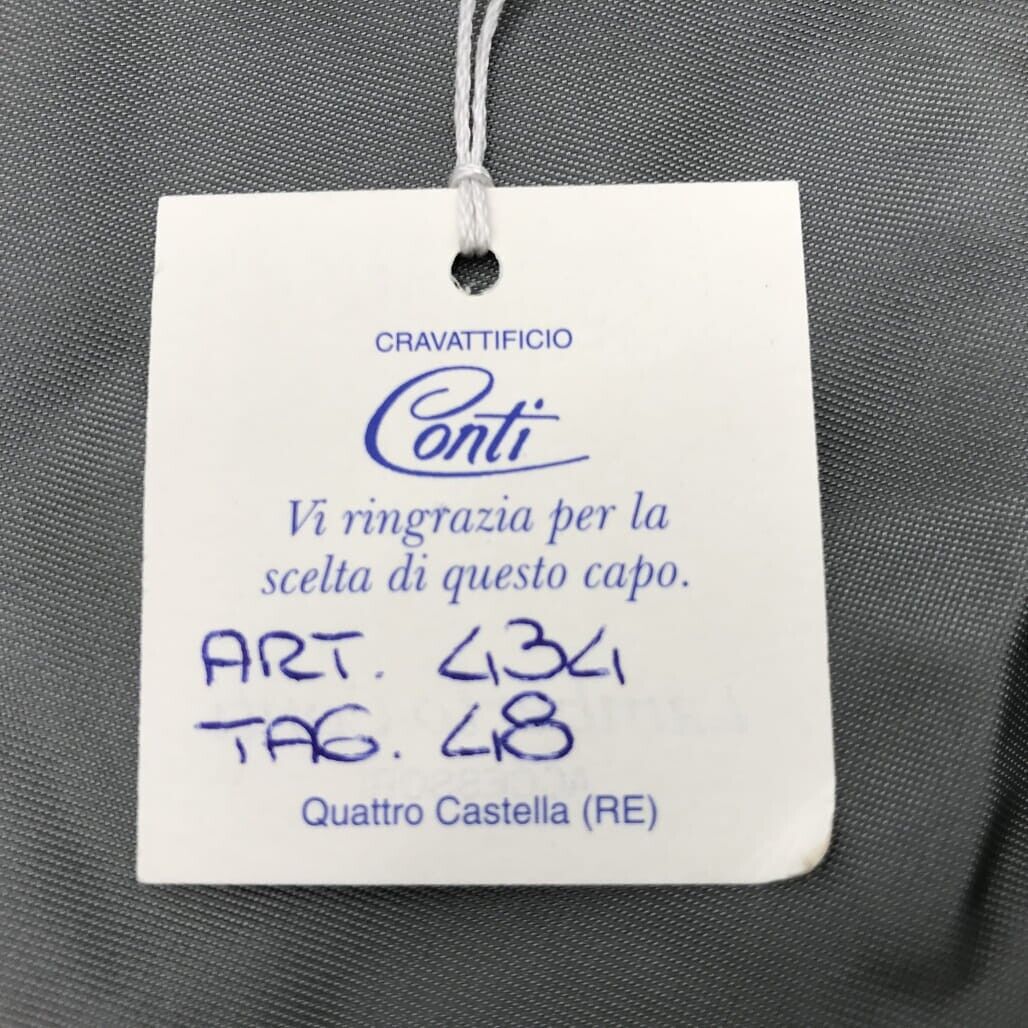 CRAVATTIFICIO
Conti
Vi ringrazia per la
scelta di questo capo.
ART. 434
TAG. 48
Quattro Castella (RE)